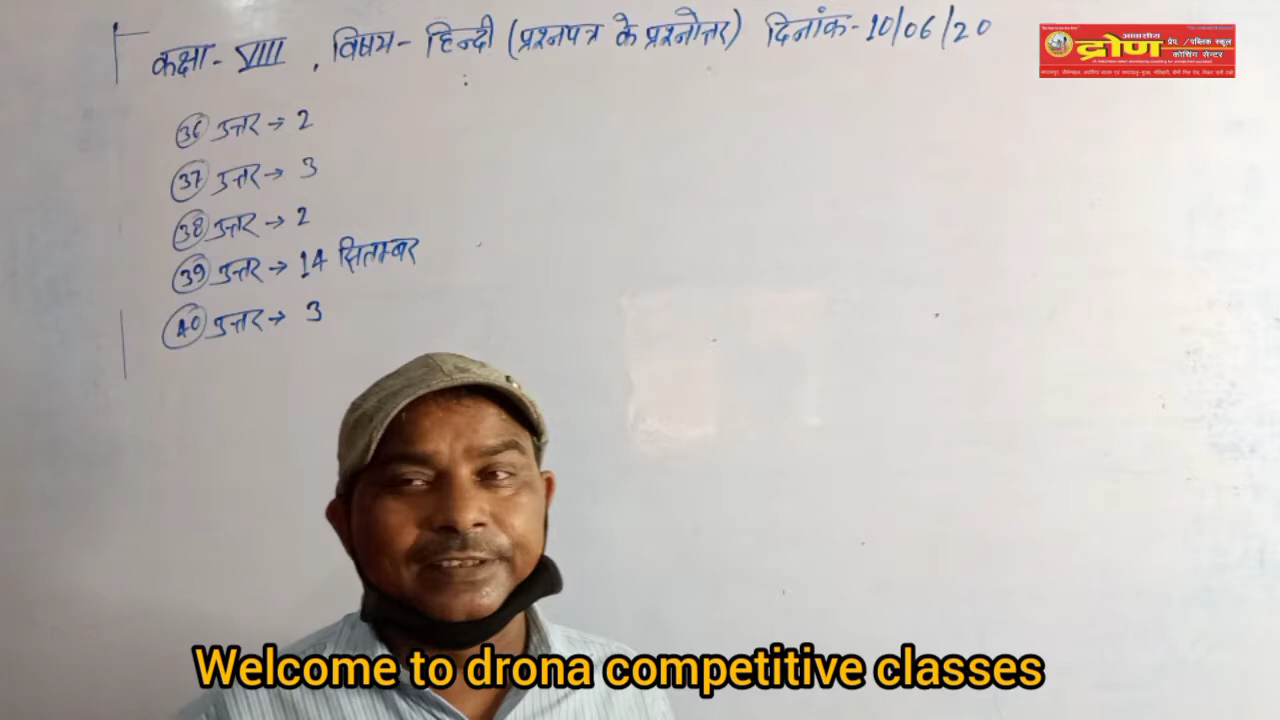 कक्षा- VIII , विषय- हिन्दी (प्रश्नपत्र के प्रश्नोत्तर) दिनांक-10/06/20
36 उत्तर → 2
37 उत्तर → 3
38 उत्तर → 2
39 उत्तर → 14 सितम्बर
40 उत्तर → 3
आवासीय
द्रोण प्रेप. / पब्लिक स्कूल
कोचिंग सेन्टर
Welcome to drona competitive classes